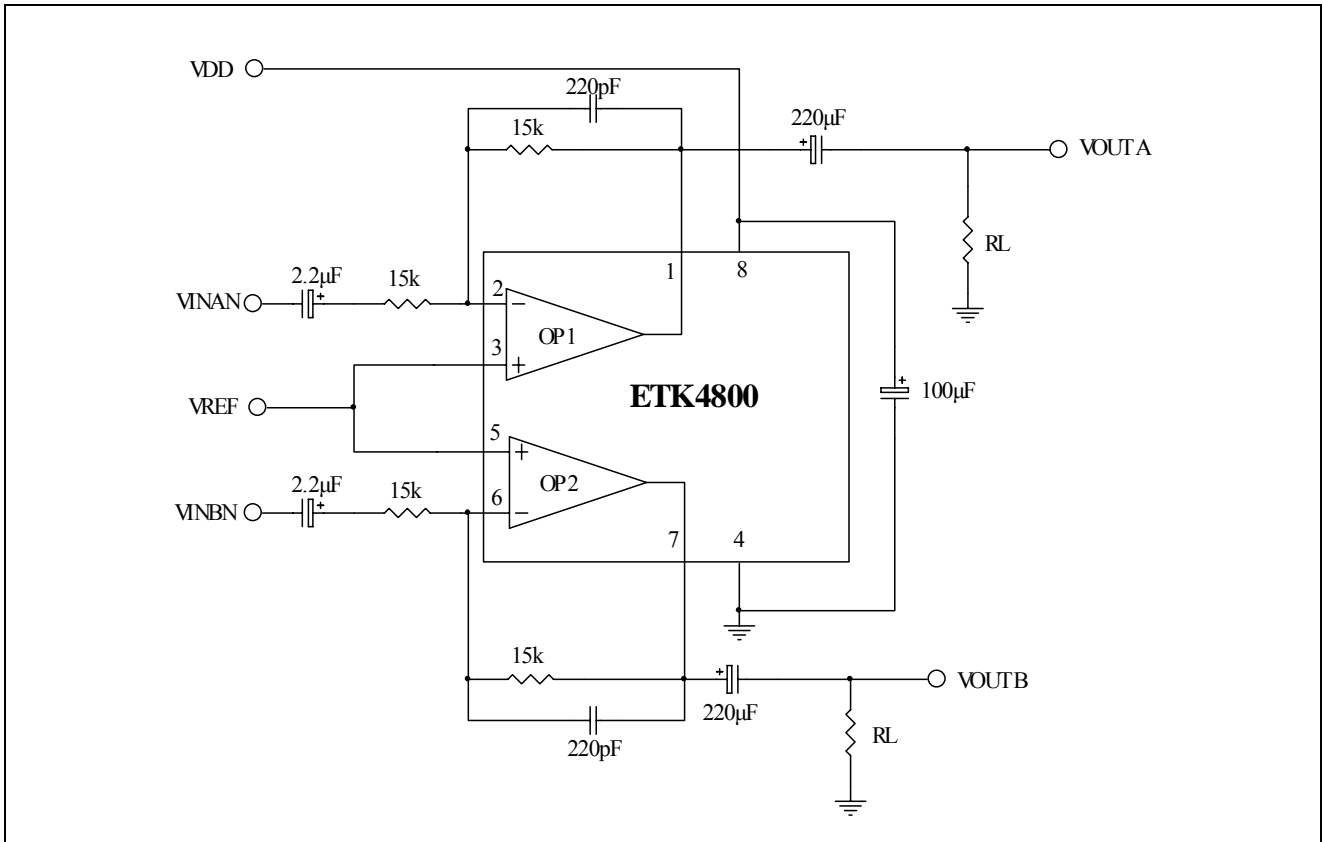 VDD
220pF
15k
220μF
VOUTA
RL
1
8
2.2μF
15k
VINAN
2
−
OP1
3
+
ETK4800
+
100μF
VREF
5
+
OP2
6
−
2.2μF
15k
VINBN
7
4
15k
220μF
VOUTB
220pF
RL